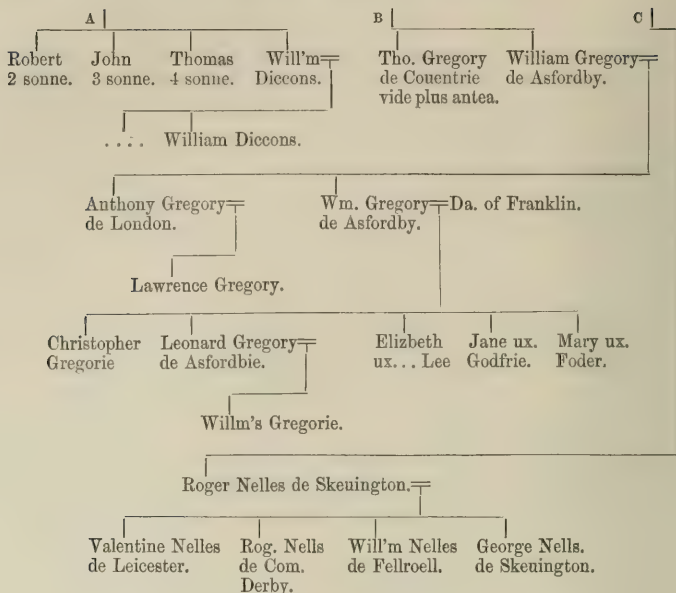 A B C
Robert John Thomas Will'm Tho. Gregory William Gregory
2 sonne. 3 sonne. 4 sonne. Diccons. de Couentrie de Asfordby.
vide plus antea.
.... William Diccons.
Anthony Gregory Wm. Gregory Da. of Franklin.
de London. de Asfordby.
Lawrence Gregory.
Christopher Leonard Gregory Elizbeth Jane ux. Mary ux.
Gregorie de Asfordbie. ux... Lee Godfrie. Foder.
Willm's Gregorie.
Roger Nelles de Skeuington.
Valentine Nelles Rog. Nells Will'm Nelles George Nells.
de Leicester. de Com. de Fellroell. de Skeuington.
Derby.